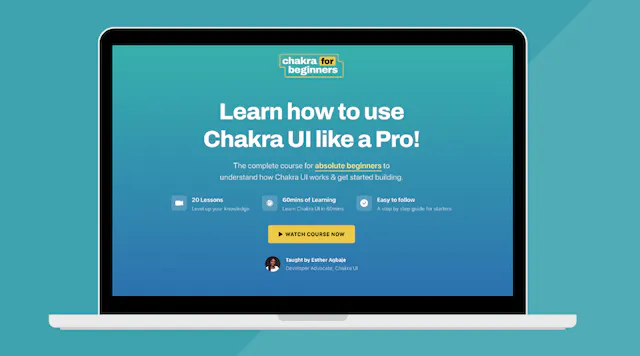 chakra for
beginners
Learn how to use
Chakra UI like a Pro!
The complete course for absolute beginners to
understand how Chakra UI works & get started building.
20 Lessons
Level up your knowledge
60mins of Learning
Learn Chakra UI in 60mins
Easy to follow
A step by step guide for starters
▶ WATCH COURSE NOW
Taught by Esther Agbaje
Developer Advocate, Chakra UI